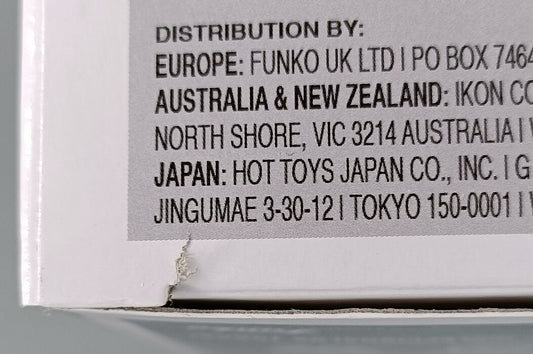 DISTRIBUTION BY:
EUROPE: FUNKO UK LTD | PO BOX 7464
AUSTRALIA & NEW ZEALAND: IKON CO
NORTH SHORE, VIC 3214 AUSTRALIA |
JAPAN: HOT TOYS JAPAN CO., INC. | G
JINGUMAE 3-30-12 | TOKYO 150-0001 |